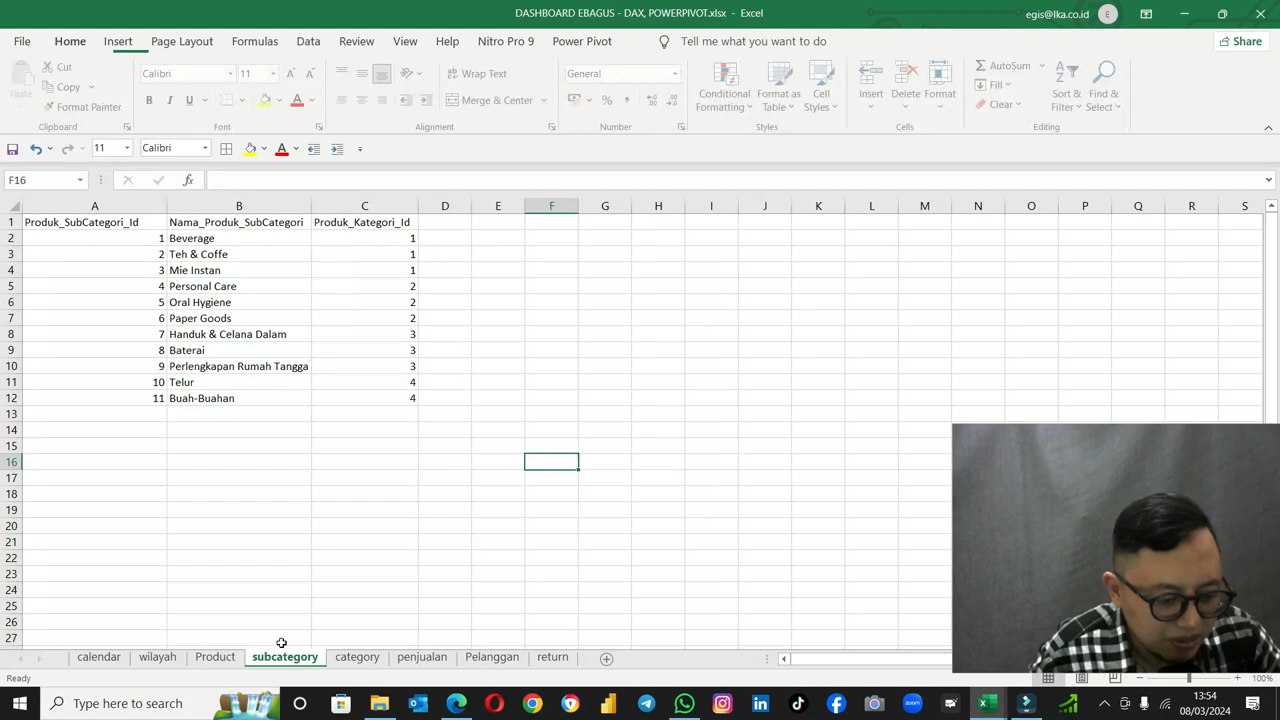 DASHBOARD EBAGUS - DAX, POWERPIVOT.xlsx - Excel
egis@lka.co.id
E
File Home Insert Page Layout Formulas Data Review View Help Nitro Pro 9 Power Pivot Tell me what you want to do Share
Paste
Cut
Copy
Format Painter
Clipboard
Calibri 11
B I U
Font
Wrap Text
Merge & Center
Alignment
General
Number
Conditional Formatting
Format as Table
Cell Styles
Styles
Insert
Delete
Format
Cells
AutoSum
Fill
Clear
Sort & Filter
Find & Select
Editing
11 Calibri
F16 fx
A B C D E F G H I J K L M N O P Q R S
1 Produk_SubCategori_Id Nama_Produk_SubCategori Produk_Kategori_Id
2 1 Beverage 1
3 2 Teh & Coffe 1
4 3 Mie Instan 1
5 4 Personal Care 2
6 5 Oral Hygiene 2
7 6 Paper Goods 2
8 7 Handuk & Celana Dalam 3
9 8 Baterai 3
10 9 Perlengkapan Rumah Tangga 3
11 10 Telur 4
12 11 Buah-Buahan 4
13
14
15
16
17
18
19
20
21
22
23
24
25
26
27
calendar wilayah Product subcategory category penjualan Pelanggan return
Ready
100%
Type here to search
zoom
13:54
08/03/2024